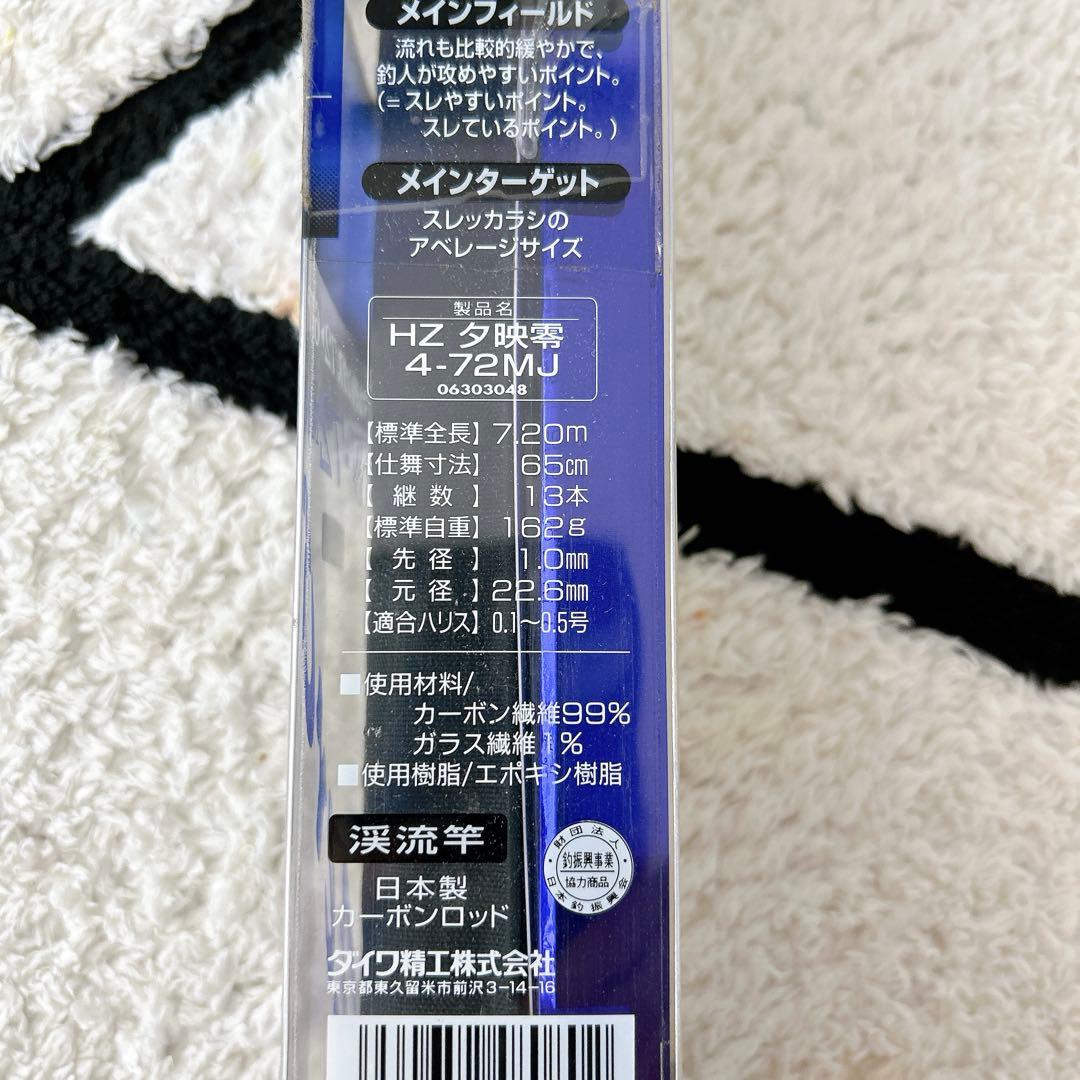 メインフィールド
流れも比較的緩やかで、
釣人が攻めやすいポイント。
(=スレやすいポイント。
スレているポイント。)
メインターゲット
スレッカラシの
アベレージサイズ
製品名
HZ 夕映零
4-72MJ
06303048
【標準全長】7.20m
【仕舞寸法】65cm
【継数】13本
【標準自重】162g
【先径】1.0mm
【元径】22.6mm
【適合ハリス】0.1〜0.5号
■使用材料/
カーボン繊維99%
ガラス繊維1%
■使用樹脂/エポキシ樹脂
渓流竿
日本製
カーボンロッド
財団法人
釣振興事業
協力商品
日本釣振興会
ダイワ精工株式会社
東京都東久留米市前沢3-14-16